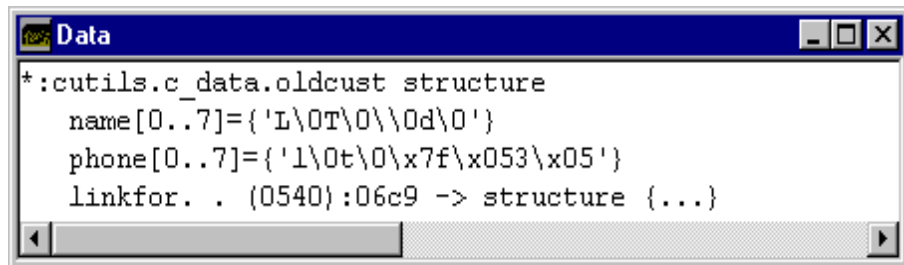 Data
*:cutils.c_data.oldcust structure
name[0..7]={'L\0T\0\\0d\0'}
phone[0..7]={'l\0t\0\x7f\x053\x05'}
linkfor. . (0540):06c9 -> structure {...}